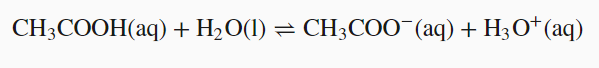 CH₃COOH(aq) + H₂O(l) ⇌ CH₃COO⁻(aq) + H₃O⁺(aq)